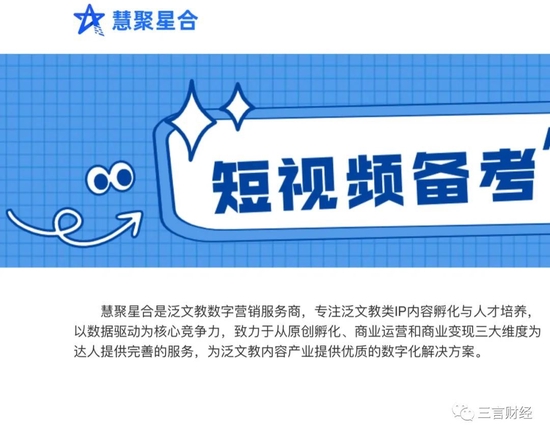 慧聚星合
短视频备考
慧聚星合是泛文教数字营销服务商，专注泛文教类IP内容孵化与人才培养，
以数据驱动为核心竞争力，致力于从原创孵化、商业运营和商业变现三大维度为
达人提供完善的服务，为泛文教内容产业提供优质的数字化解决方案。
三言财经